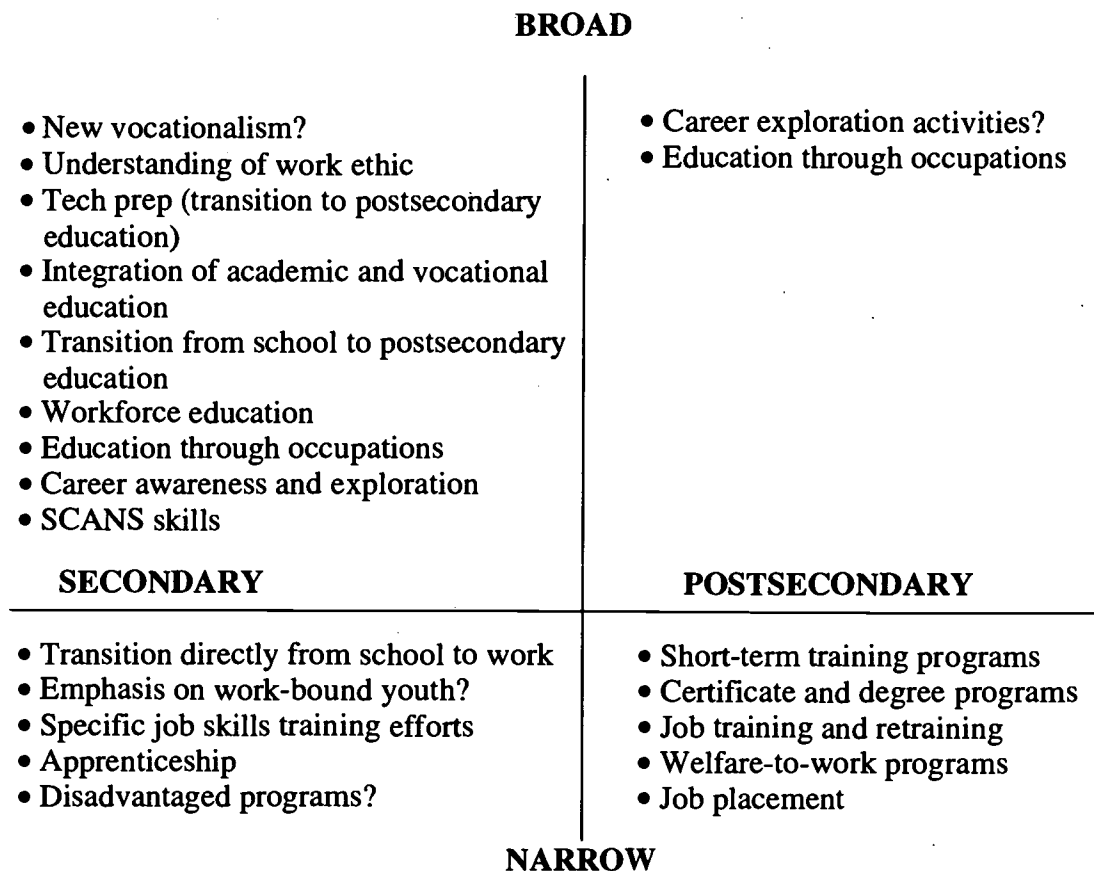 BROAD
• New vocationalism?
• Understanding of work ethic
• Tech prep (transition to postsecondary
education)
• Integration of academic and vocational
education
• Transition from school to postsecondary
education
• Workforce education
• Education through occupations
• Career awareness and exploration
• SCANS skills
• Career exploration activities?
• Education through occupations
SECONDARY
POSTSECONDARY
• Transition directly from school to work
• Emphasis on work-bound youth?
• Specific job skills training efforts
• Apprenticeship
• Disadvantaged programs?
• Short-term training programs
• Certificate and degree programs
• Job training and retraining
• Welfare-to-work programs
• Job placement
NARROW